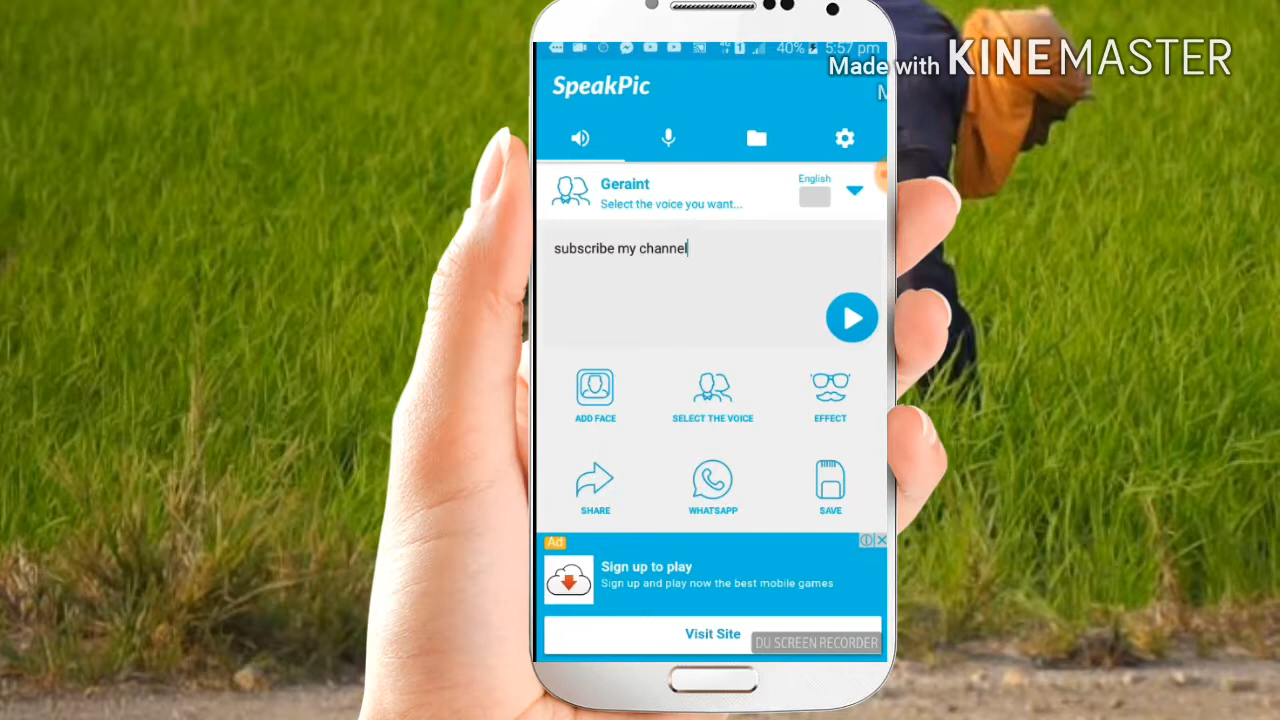 40% 5:57 pm
Made with KINEMASTER
SpeakPic
Geraint
Select the voice you want...
English
subscribe my channel
ADD FACE
SELECT THE VOICE
EFFECT
SHARE
WHATSAPP
SAVE
Ad
Sign up to play
Sign up and play now the best mobile games
Visit Site
DU SCREEN RECORDER